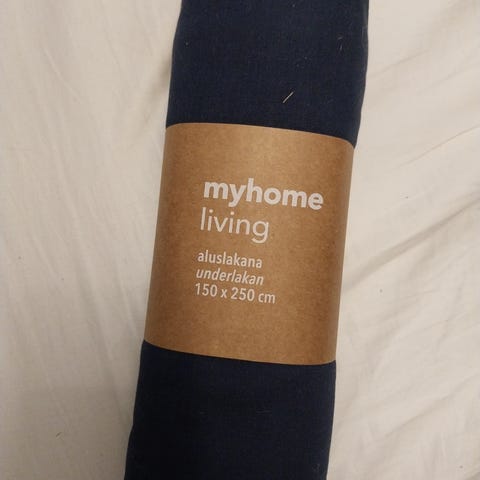 myhome
living
aluslakana
underlakan
150 x 250 cm